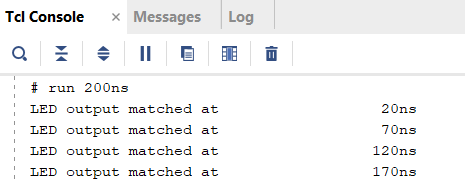 Tcl Console × Messages Log
# run 200ns
LED output matched at 20ns
LED output matched at 70ns
LED output matched at 120ns
LED output matched at 170ns